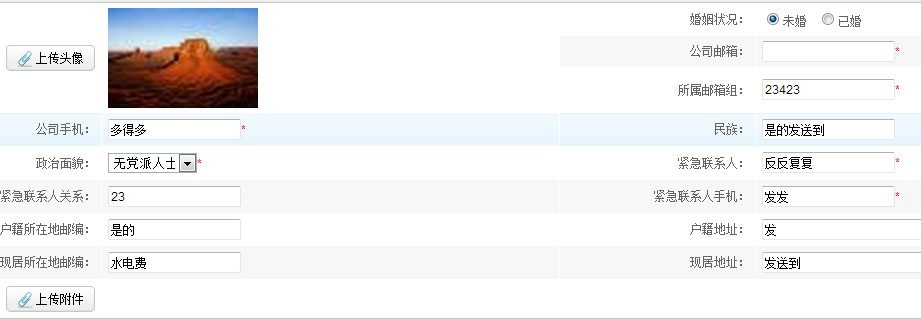 婚姻状况： 未婚 已婚
上传头像
公司邮箱： *
所属邮箱组： 23423 *
公司手机： 多得多 * 民族： 是的发送到
政治面貌： 无党派人士 * 紧急联系人： 反反复复 *
紧急联系人关系： 23 紧急联系人手机： 发发 *
户籍所在地邮编： 是的 户籍地址： 发
现居所在地邮编： 水电费 现居地址： 发送到
上传附件